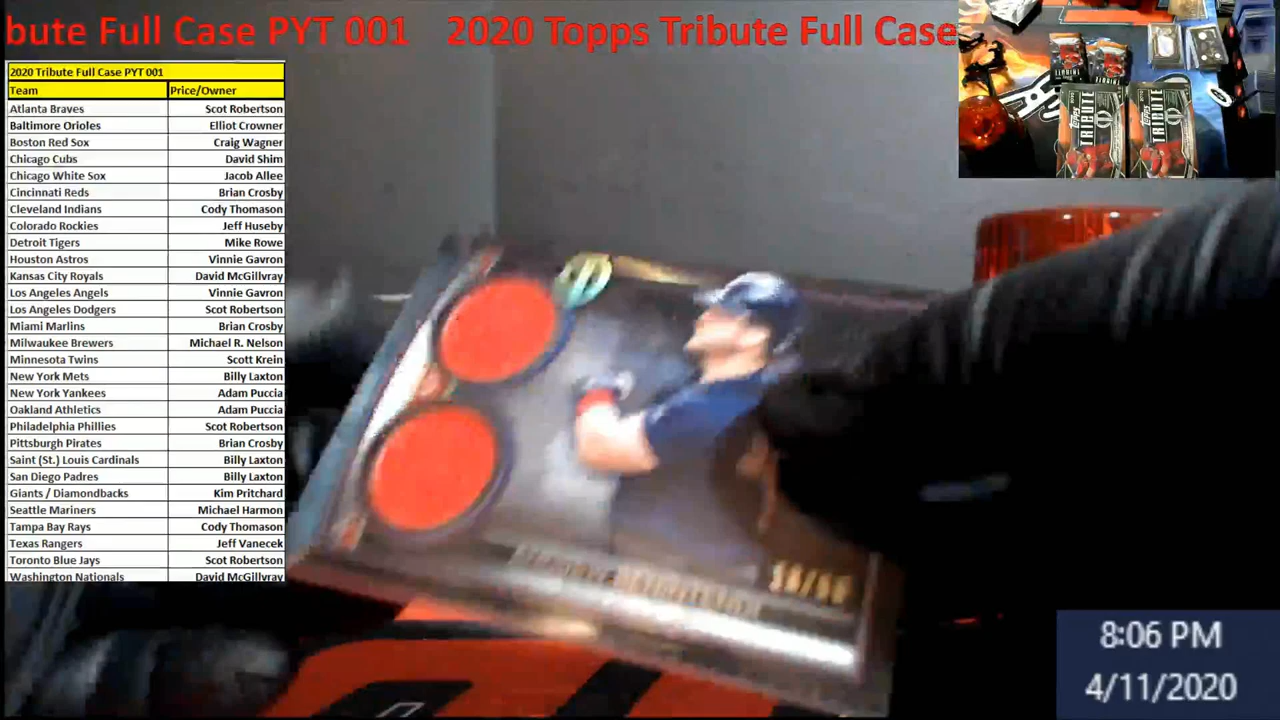 bute Full Case PYT 001 2020 Topps Tribute Full Case
2020 Tribute Full Case PYT 001
Team Price/Owner
Atlanta Braves Scot Robertson
Baltimore Orioles Elliot Crowner
Boston Red Sox Craig Wagner
Chicago Cubs David Shim
Chicago White Sox Jacob Allee
Cincinnati Reds Brian Crosby
Cleveland Indians Cody Thomason
Colorado Rockies Jeff Huseby
Detroit Tigers Mike Rowe
Houston Astros Vinnie Gavron
Kansas City Royals David McGillvray
Los Angeles Angels Vinnie Gavron
Los Angeles Dodgers Scot Robertson
Miami Marlins Brian Crosby
Milwaukee Brewers Michael R. Nelson
Minnesota Twins Scott Krein
New York Mets Billy Laxton
New York Yankees Adam Puccia
Oakland Athletics Adam Puccia
Philadelphia Phillies Scot Robertson
Pittsburgh Pirates Brian Crosby
Saint (St.) Louis Cardinals Billy Laxton
San Diego Padres Billy Laxton
Giants / Diamondbacks Kim Pritchard
Seattle Mariners Michael Harmon
Tampa Bay Rays Cody Thomason
Texas Rangers Jeff Vanecek
Toronto Blue Jays Scot Robertson
Washington Nationals David McGillvray
topps TRIBUTE
topps TRIBUTE
8:06 PM
4/11/2020